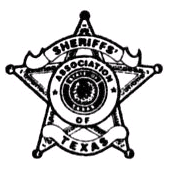 SHERIFFS'
ASSOCIATION
OF
TEXAS